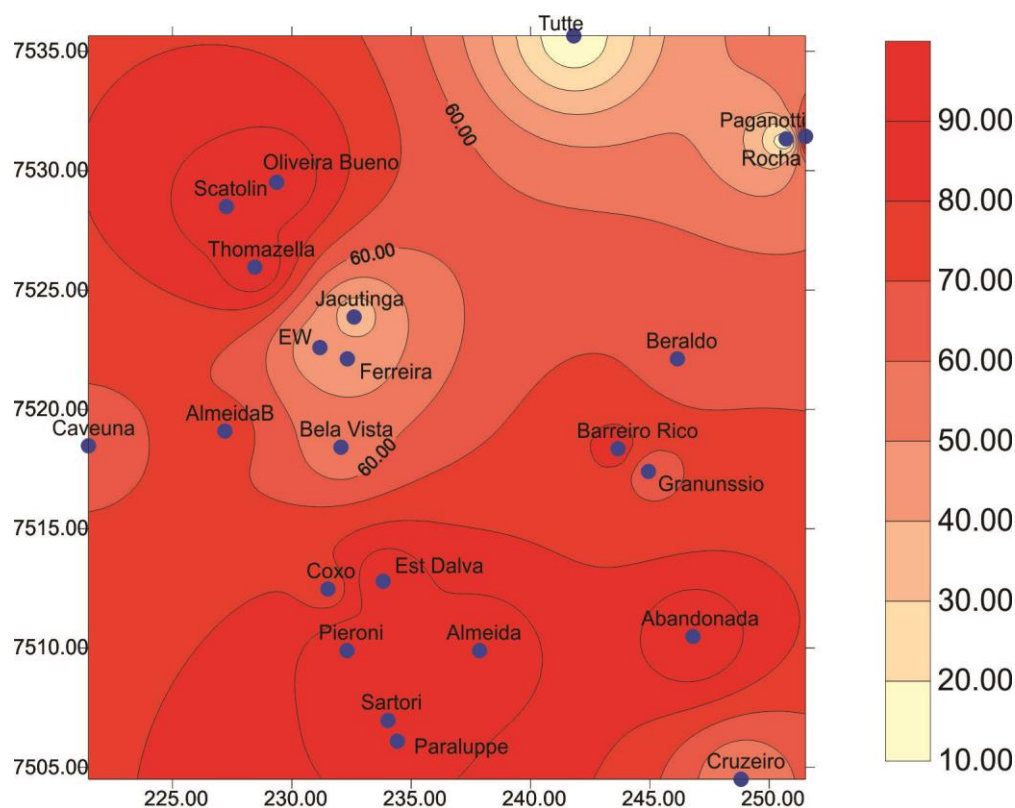 Tutte
7535.00
90.00
60.00
Paganotti
7530.00
Oliveira Bueno
Rocha
Scatolin
80.00
Thomazella
60.00
70.00
7525.00
Jacutinga
EW
Beraldo
60.00
Ferreira
7520.00
AlmeidaB
Caveuna
Bela Vista
Barreiro Rico
50.00
60.00
Granunssio
7515.00
40.00
Coxo
Est Dalva
30.00
7510.00
Pieroni
Almeida
Abandonada
20.00
Sartori
Paraluppe
Cruzeiro
10.00
7505.00
225.00 230.00 235.00 240.00 245.00 250.00